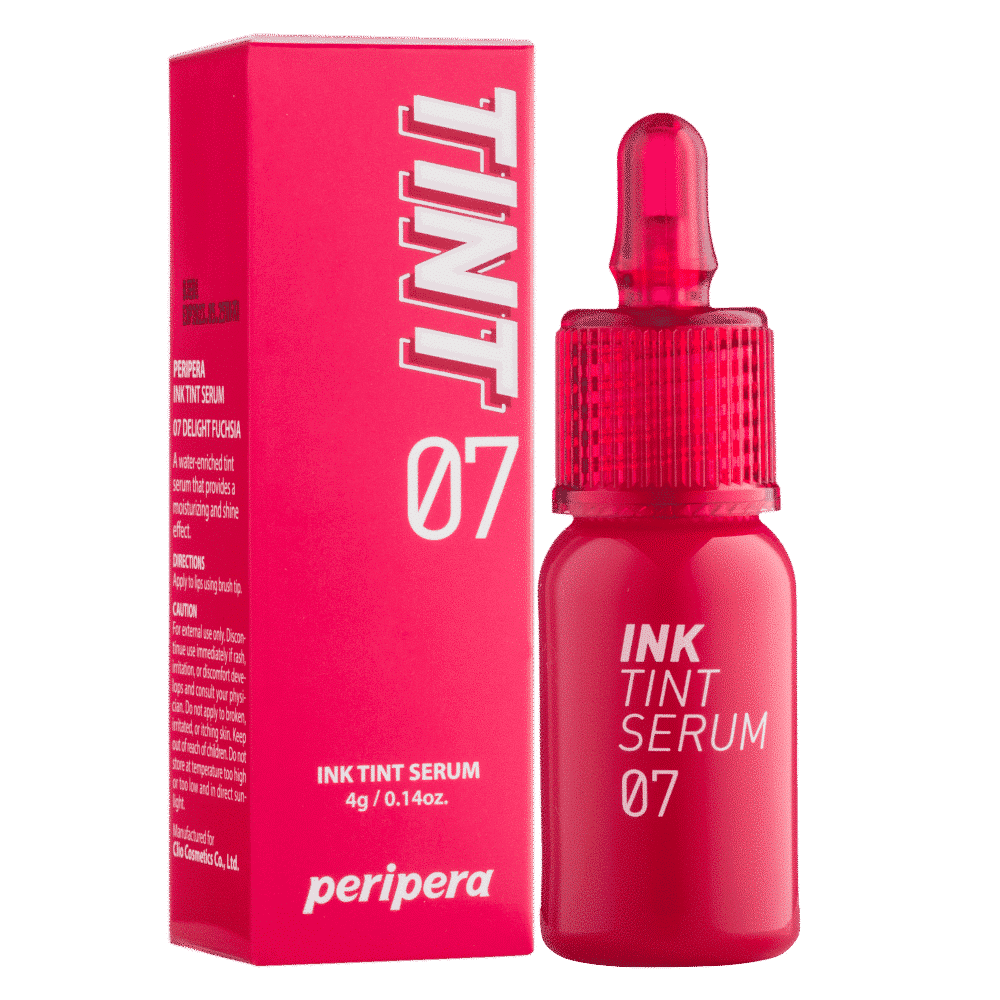 PERIPERA
INK TINT SERUM
07 DELIGHT FUCHSIA
A water-enriched tint
serum that provides a
moisturizing and shine
effect.
DIRECTIONS
Apply to lips using brush tip.
CAUTION
For external use only. Discon-
tinue use immediately if rash,
irritation, or discomfort deve-
lops and consult your physi-
cian. Do not apply to broken,
irritated, or itching skin. Keep
out of reach of children. Do not
store at temperature too high
or too low and in direct sun-
light.
Manufactured for
Clio Cosmetics Co., Ltd.
TINT
07
INK TINT SERUM
4g / 0.14oz.
peripera
INK
TINT
SERUM
07